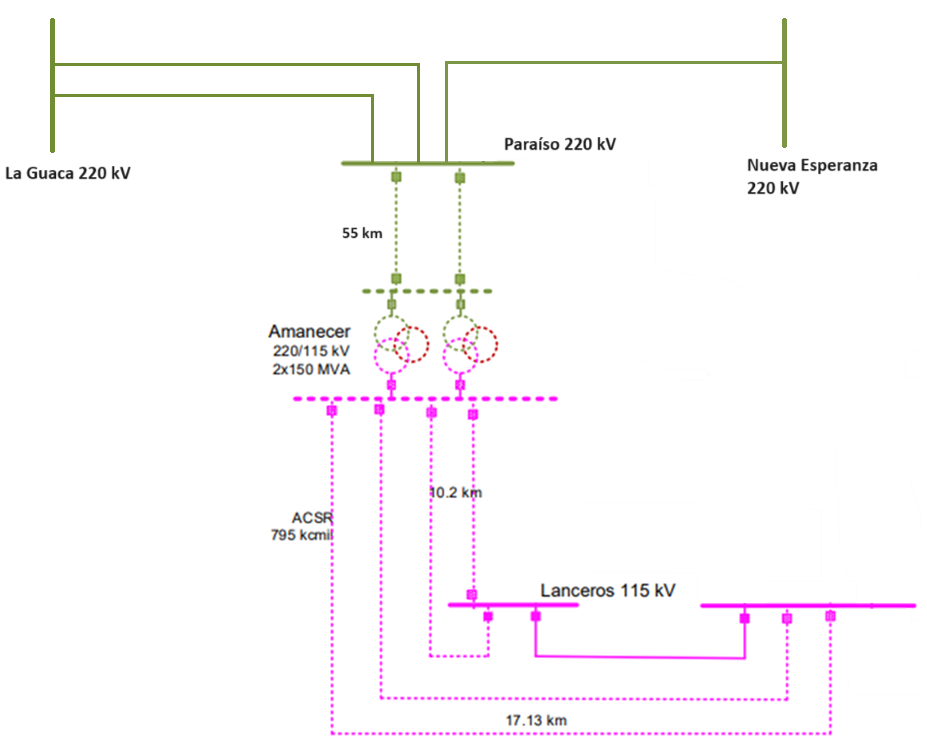 Paraíso 220 kV
La Guaca 220 kV
Nueva Esperanza
220 kV
55 km
Amanecer
220/115 kV
2x150 MVA
10.2 km
ACSR
795 kcmil
Lanceros 115 kV
17.13 km